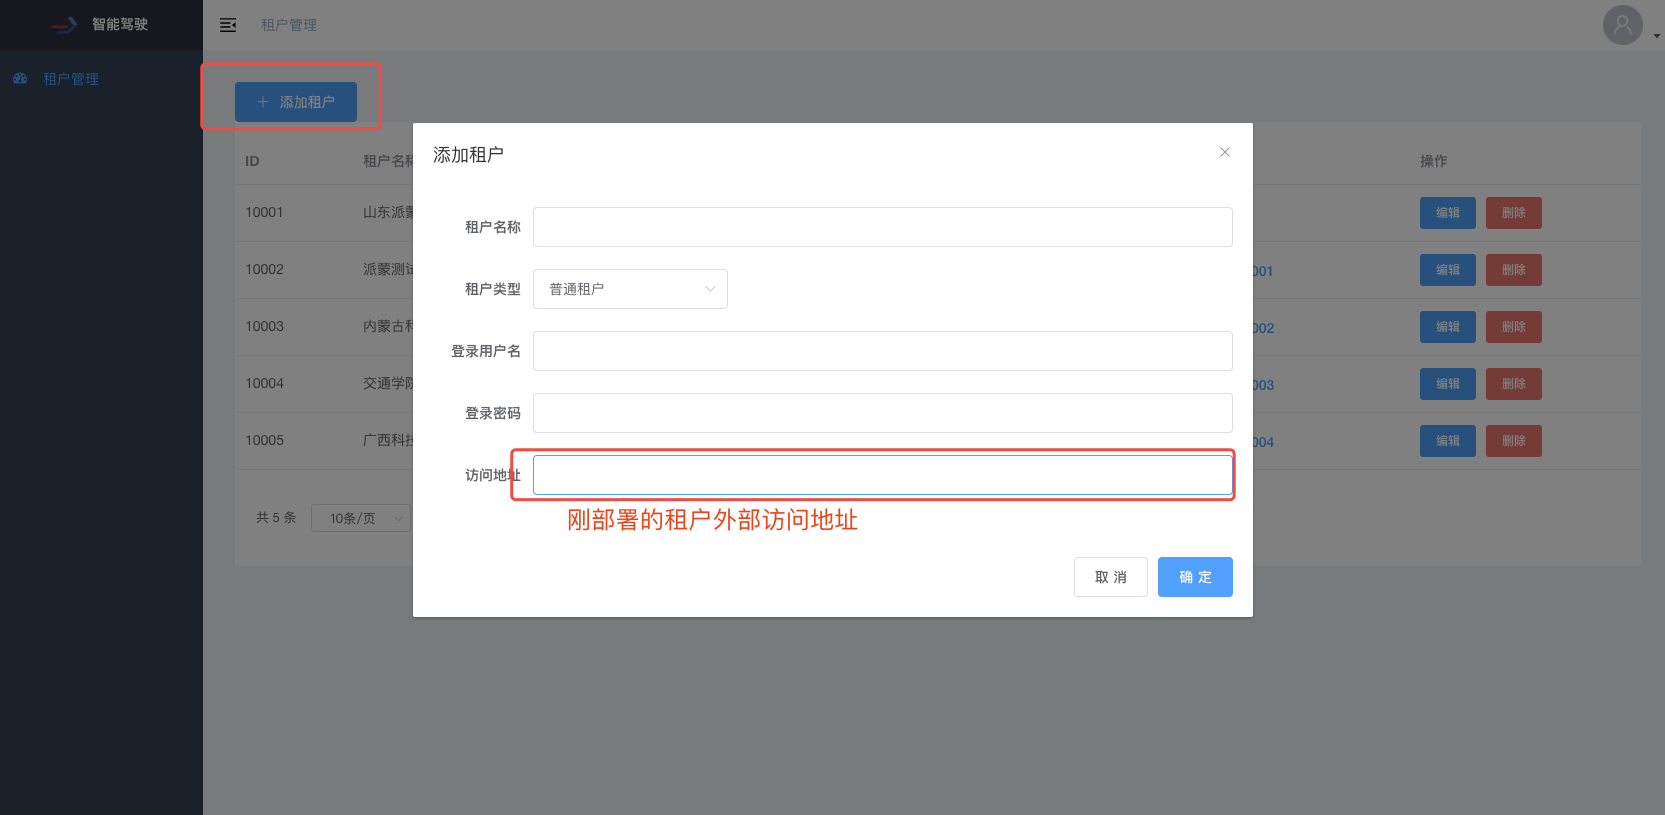 智能驾驶
租户管理
租户管理
添加租户
ID
租户名称
操作
10001
山东派蒙
编辑
删除
10002
派蒙测试
001
编辑
删除
10003
内蒙古科
002
编辑
删除
10004
交通学院
003
编辑
删除
10005
广西科技
004
编辑
删除
共 5 条
10条/页
添加租户
租户名称
租户类型
普通租户
登录用户名
登录密码
访问地址
刚部署的租户外部访问地址
取 消
确 定